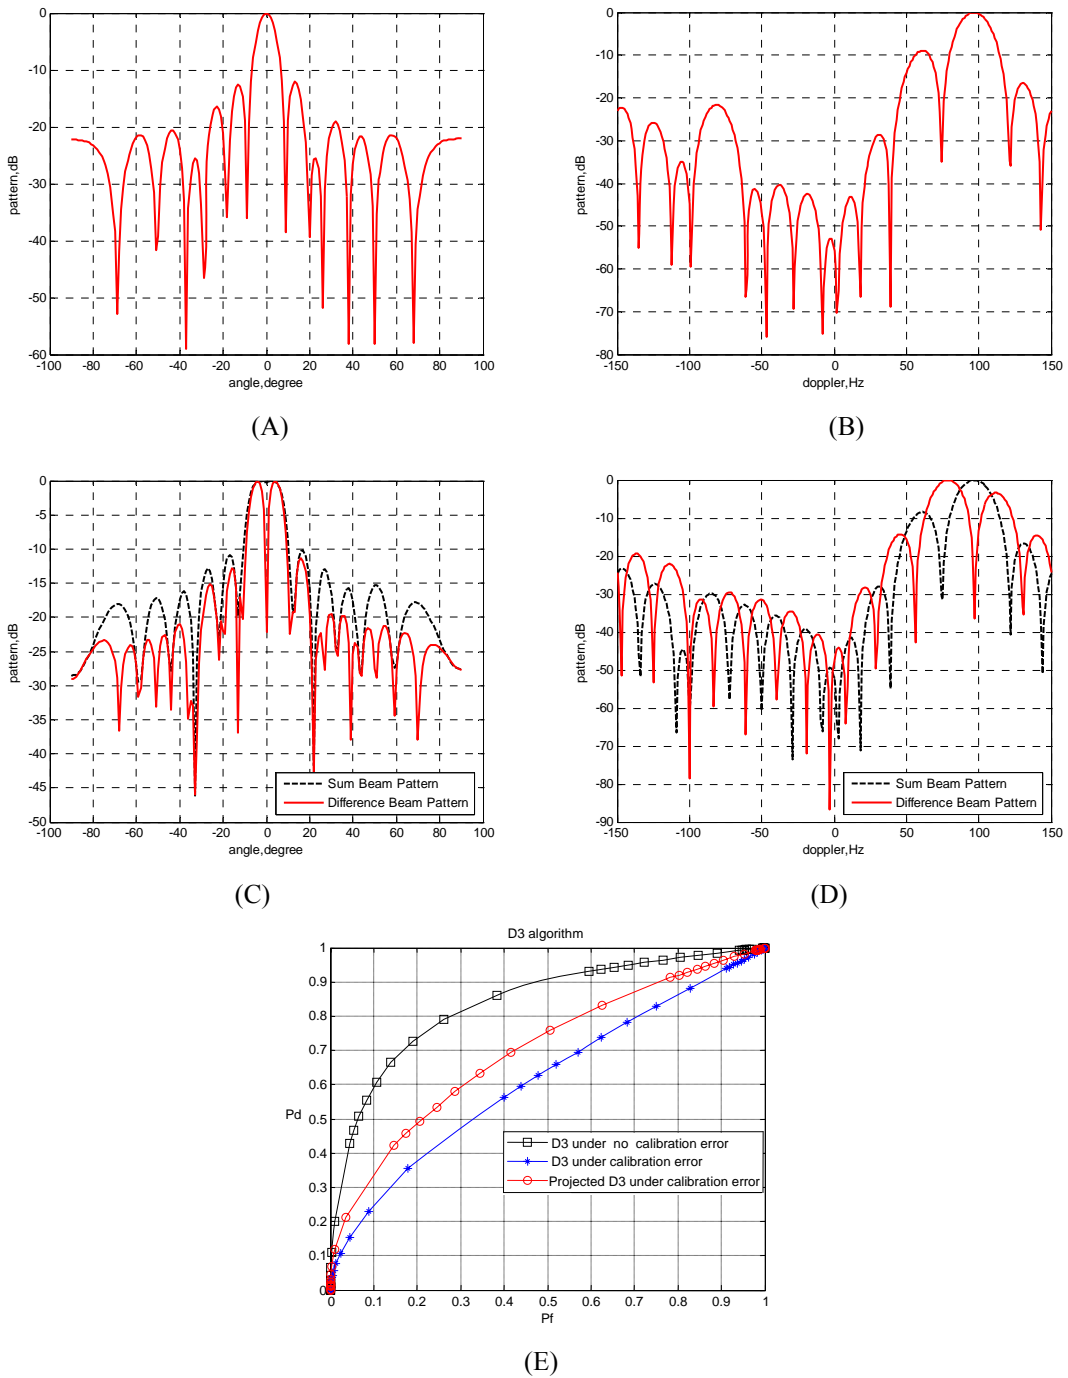 0
-10
-20
-30
-40
-50
-60
pattern,dB
-100 -80 -60 -40 -20 0 20 40 60 80 100
angle,degree
(A)
0
-10
-20
-30
-40
-50
-60
-70
-80
pattern,dB
-150 -100 -50 0 50 100 150
doppler,Hz
(B)
0
-5
-10
-15
-20
-25
-30
-35
-40
-45
-50
pattern,dB
Sum Beam Pattern
Difference Beam Pattern
-100 -80 -60 -40 -20 0 20 40 60 80 100
angle,degree
(C)
0
-10
-20
-30
-40
-50
-60
-70
-80
-90
pattern,dB
Sum Beam Pattern
Difference Beam Pattern
-150 -100 -50 0 50 100 150
doppler,Hz
(D)
D3 algorithm
1
0.9
0.8
0.7
0.6
0.5
0.4
0.3
0.2
0.1
0
Pd
D3 under no calibration error
D3 under calibration error
Projected D3 under calibration error
0 0.1 0.2 0.3 0.4 0.5 0.6 0.7 0.8 0.9 1
Pf
(E)